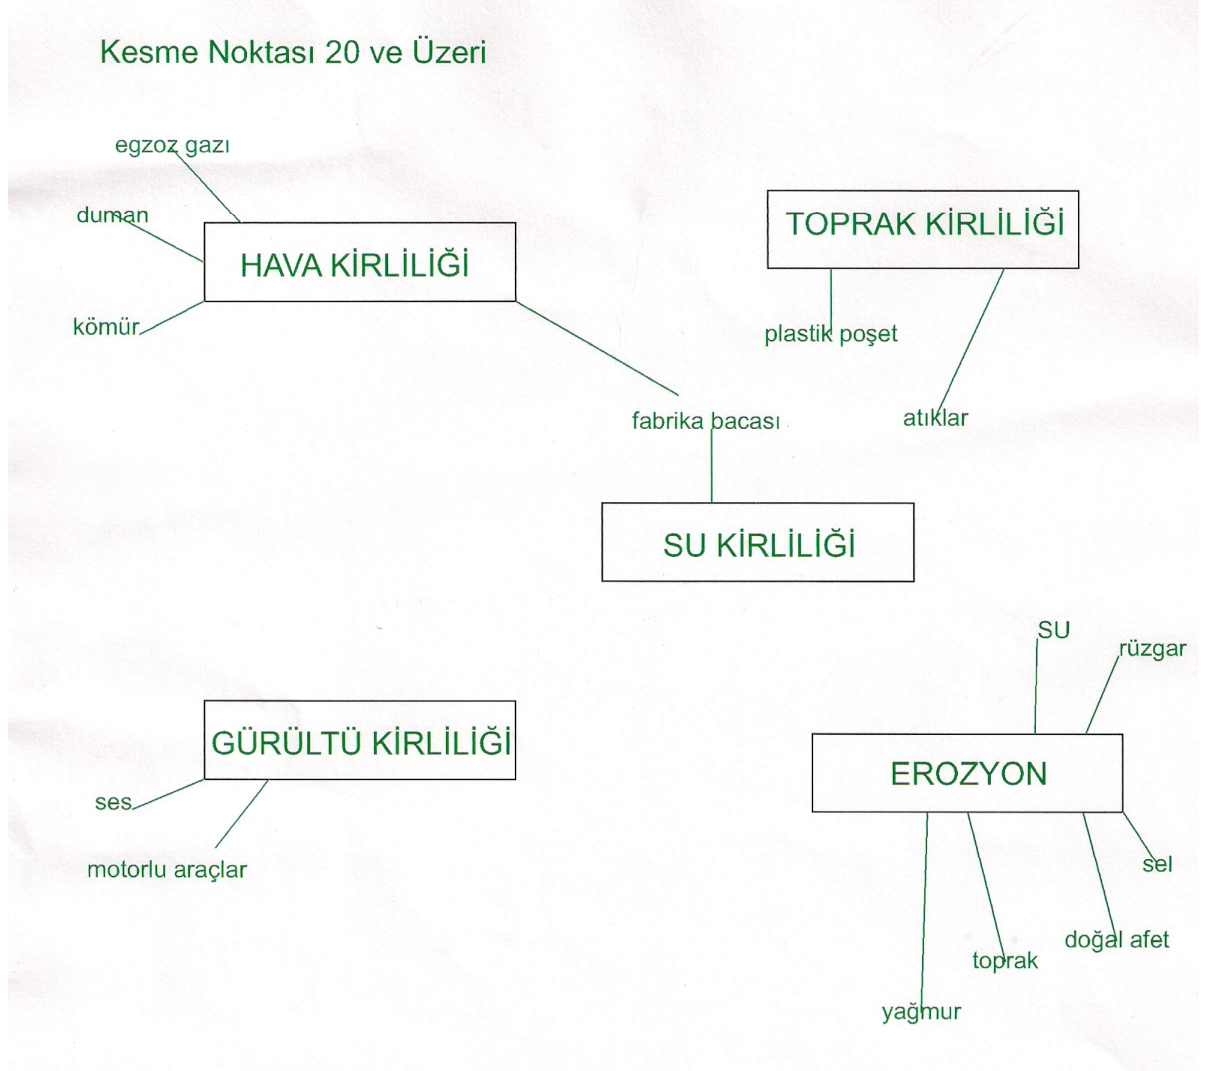 Kesme Noktası 20 ve Üzeri
egzoz gazı
duman
HAVA KİRLİLİĞİ
kömür
TOPRAK KİRLİLİĞİ
plastik poşet
atıklar
fabrika bacası
SU KİRLİLİĞİ
GÜRÜLTÜ KİRLİLİĞİ
ses
motorlu araçlar
SU
rüzgar
EROZYON
sel
doğal afet
toprak
yağmur